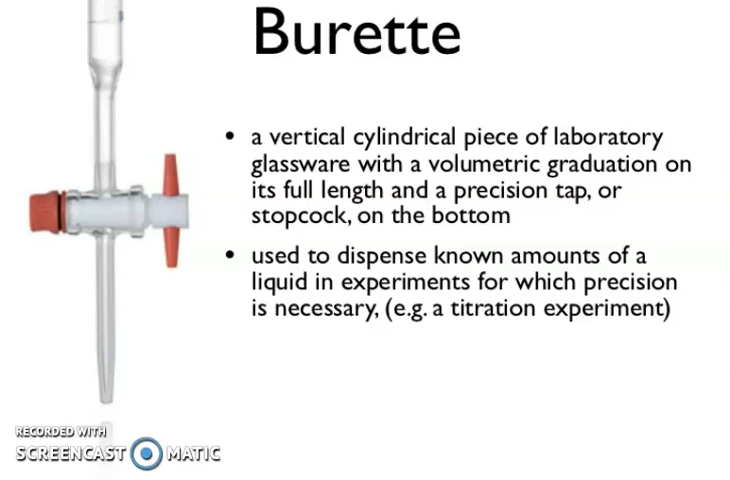 Burette
• a vertical cylindrical piece of laboratory
glassware with a volumetric graduation on
its full length and a precision tap, or
stopcock, on the bottom
• used to dispense known amounts of a
liquid in experiments for which precision
is necessary, (e.g. a titration experiment)
RECORDED WITH
SCREENCAST MATIC